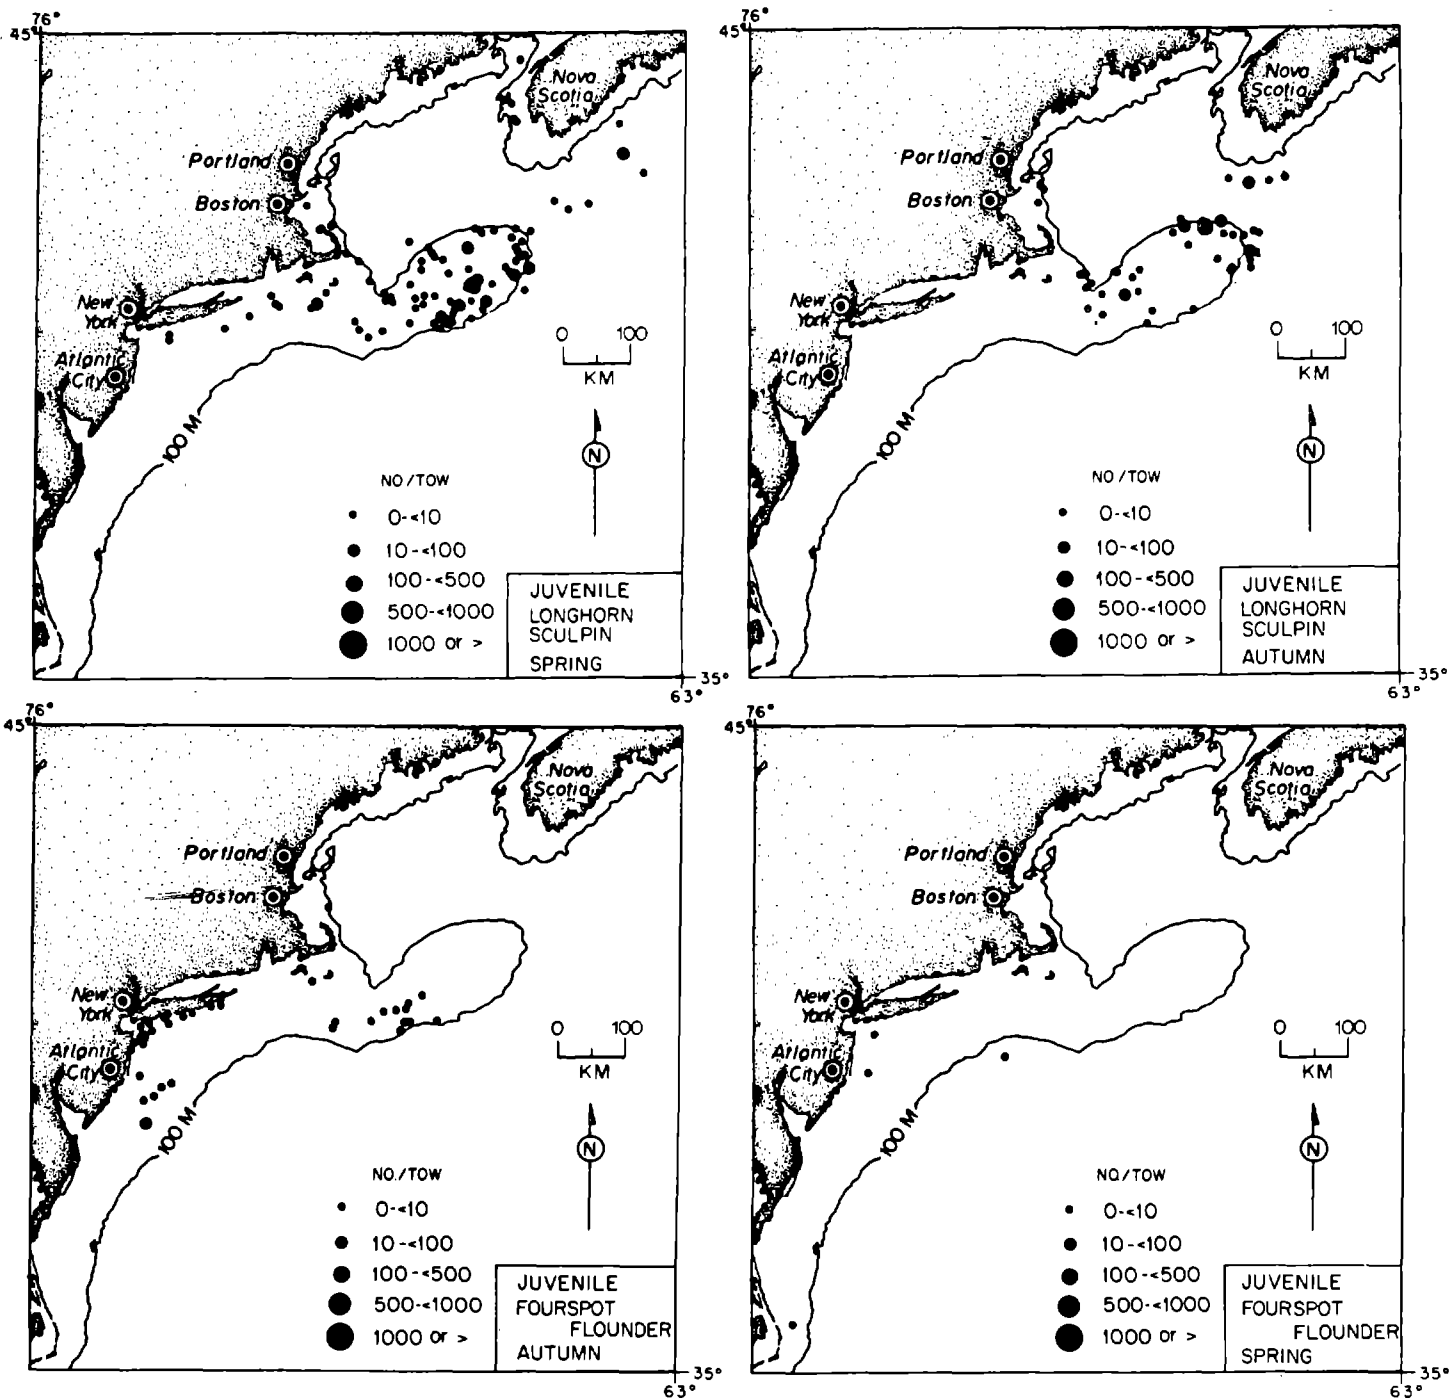 76°
45°
Nova
Scotia
Portland
Boston
New
York
Atlantic
City
0 100
KM
100 M
N
NO./TOW
0-<10
10-<100
100-<500
500-<1000
1000 or >
JUVENILE
LONGHORN
SCULPIN
SPRING
35°
63°
76°
45°
Nova
Scotia
Portland
Boston
New
York
Atlantic
City
0 100
KM
100 M
N
NO./TOW
0-<10
10-<100
100-<500
500-<1000
1000 or >
JUVENILE
LONGHORN
SCULPIN
AUTUMN
35°
63°
76°
45°
Nova
Scotia
Portland
Boston
New
York
Atlantic
City
0 100
KM
100 M
N
NO./TOW
0-<10
10-<100
100-<500
500-<1000
1000 or >
JUVENILE
FOURSPOT
FLOUNDER
AUTUMN
35°
63°
76°
45°
Nova
Scotia
Portland
Boston
New
York
Atlantic
City
0 100
KM
100 M
N
NO./TOW
0-<10
10-<100
100-<500
500-<1000
1000 or >
JUVENILE
FOURSPOT
FLOUNDER
SPRING
35°
63°